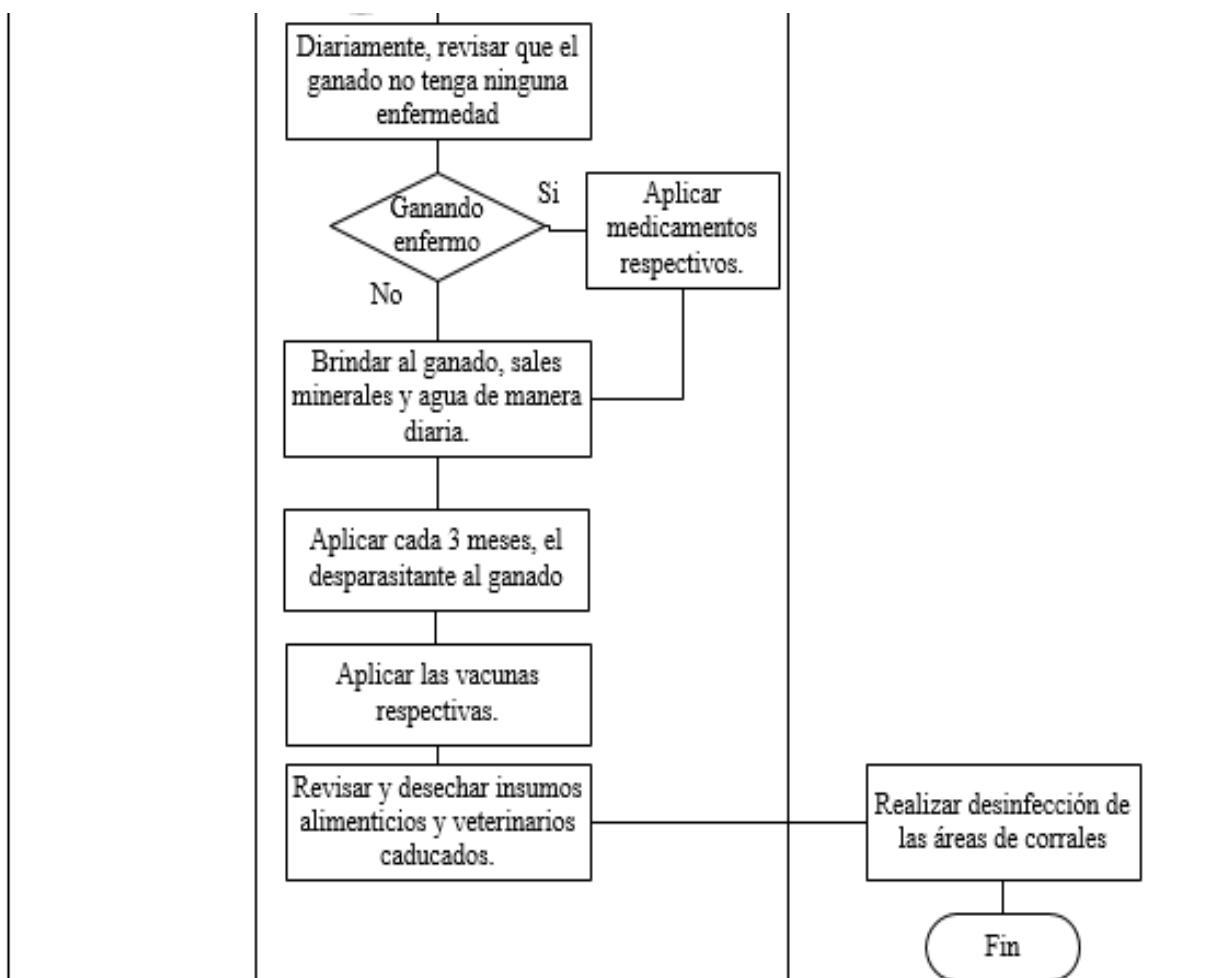 Diariamente, revisar que el
ganado no tenga ninguna
enfermedad
Ganando
enfermo
Si
Aplicar
medicamentos
respectivos.
No
Brindar al ganado, sales
minerales y agua de manera
diaria.
Aplicar cada 3 meses, el
desparasitante al ganado
Aplicar las vacunas
respectivas.
Revisar y desechar insumos
alimenticios y veterinarios
caducados.
Realizar desinfección de
las áreas de corrales
Fin